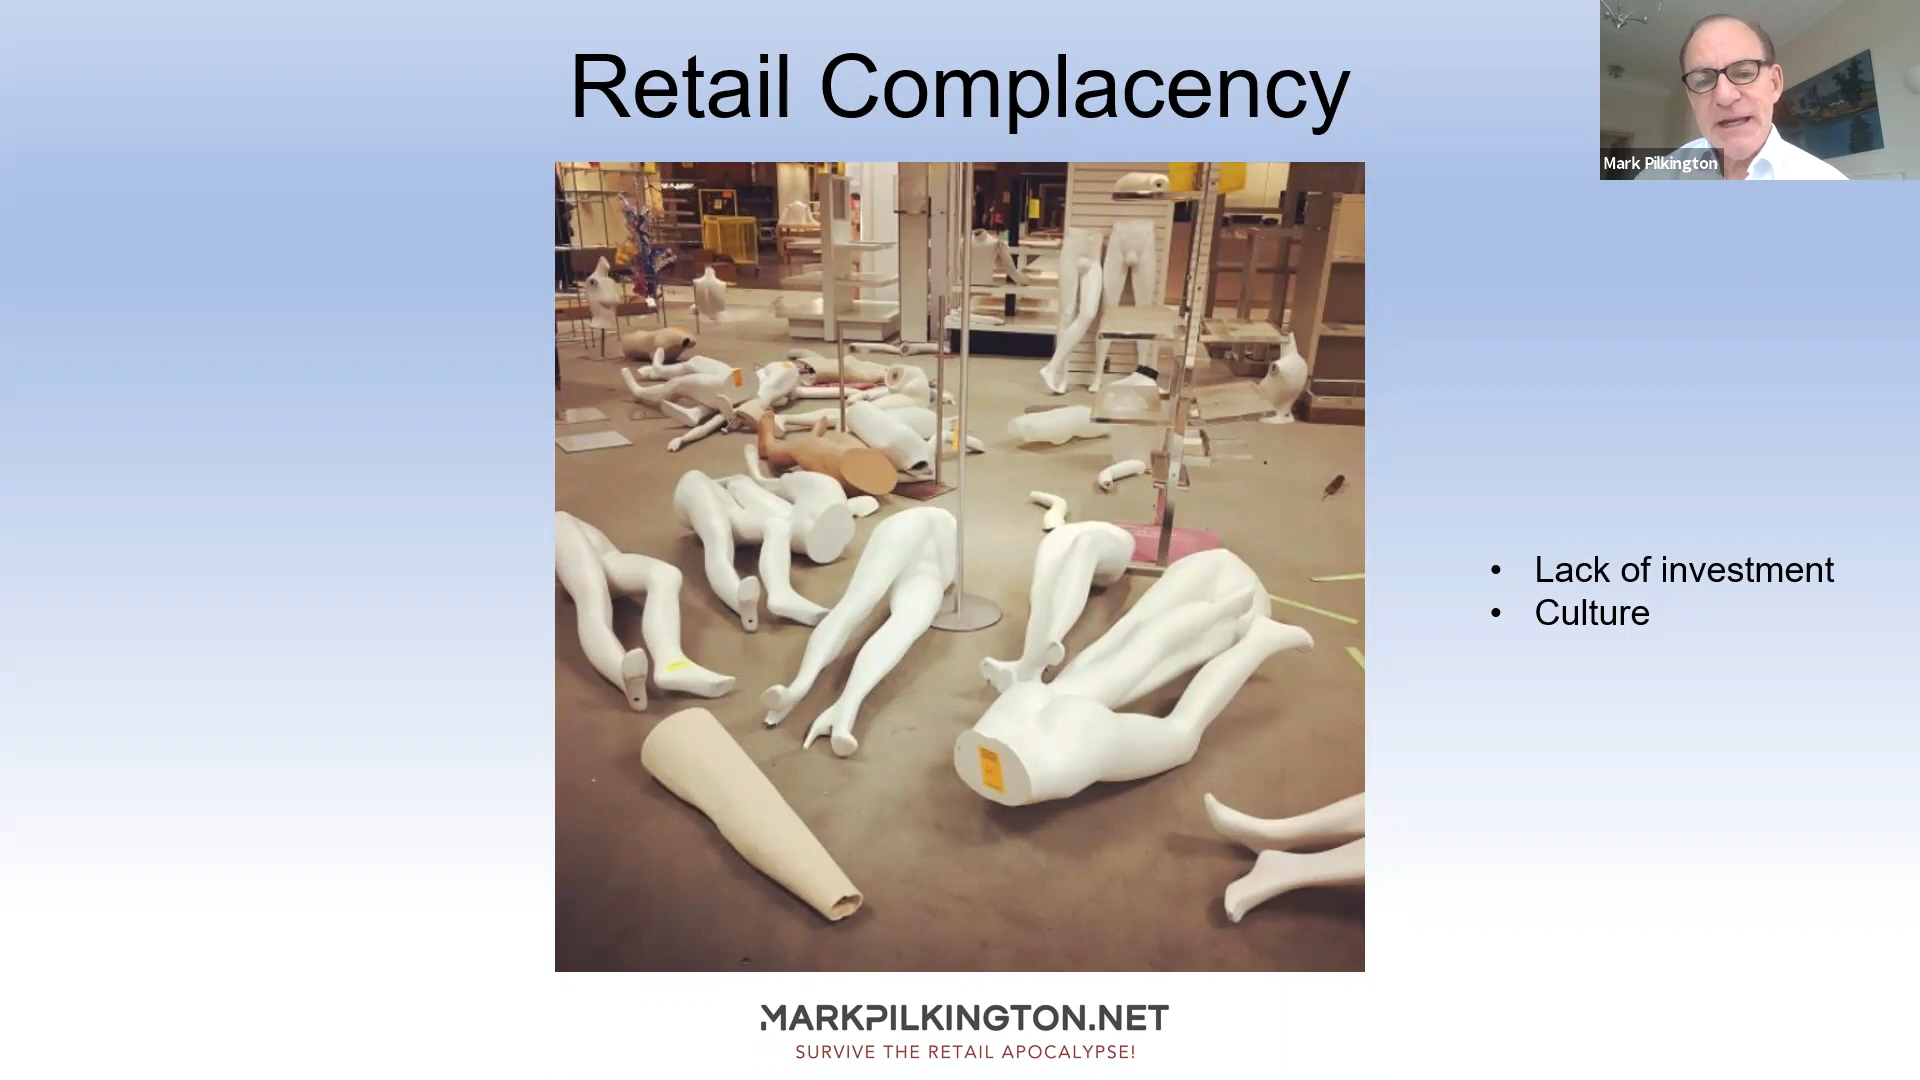 Retail Complacency
Mark Pilkington
• Lack of investment
• Culture
MARKPILKINGTON.NET
SURVIVE THE RETAIL APOCALYPSE!